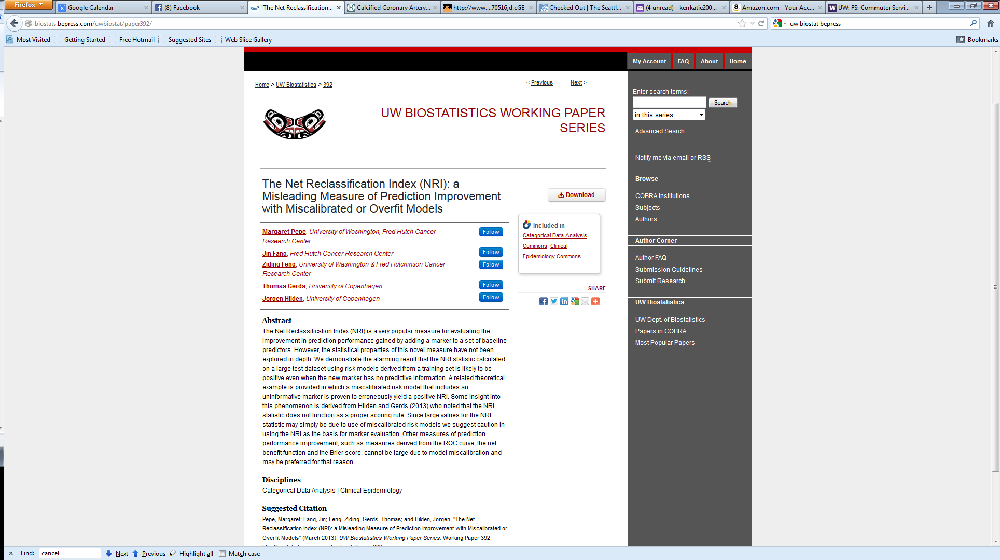 Firefox
Google Calendar
(8) Facebook
"The Net Reclassification...
Calcified Coronary Artery...
http://www....70516,d.cGE
Checked Out | The Seattl...
(4 unread) - kerrkatie200...
Amazon.com - Your Acc...
UW: FS: Commuter Servi...
biostats.bepress.com/uwbiostat/paper392/
uw biostat bepress
Most Visited
Getting Started
Free Hotmail
Suggested Sites
Web Slice Gallery
Bookmarks
My Account
FAQ
About
Home
Home > UW Biostatistics > 392
< Previous
Next >
UW BIOSTATISTICS WORKING PAPER
SERIES
The Net Reclassification Index (NRI): a
Misleading Measure of Prediction Improvement
with Miscalibrated or Overfit Models
Download
Margaret Pepe, University of Washington, Fred Hutch Cancer
Research Center
Follow
Jin Fang, Fred Hutch Cancer Research Center
Follow
Ziding Feng, University of Washington & Fred Hutchinson Cancer
Research Center
Follow
Thomas Gerds, University of Copenhagen
Follow
Jorgen Hilden, University of Copenhagen
Follow
Included in
Categorical Data Analysis
Commons, Clinical
Epidemiology Commons
SHARE
Abstract
The Net Reclassification Index (NRI) is a very popular measure for evaluating the
improvement in prediction performance gained by adding a marker to a set of baseline
predictors. However, the statistical properties of this novel measure have not been
explored in depth. We demonstrate the alarming result that the NRI statistic calculated
on a large test dataset using risk models derived from a training set is likely to be
positive even when the new marker has no predictive information. A related theoretical
example is provided in which a miscalibrated risk model that includes an
uninformative marker is proven to erroneously yield a positive NRI. Some insight into
this phenomenon is derived from Hilden and Gerds (2013) who noted that the NRI
statistic does not function as a proper scoring rule. Since large values for the NRI
statistic may simply be due to use of miscalibrated risk models we suggest caution in
using the NRI as the basis for marker evaluation. Other measures of prediction
performance improvement, such as measures derived from the ROC curve, the net
benefit function and the Brier score, cannot be large due to model miscalibration and
may be preferred for that reason.
Disciplines
Categorical Data Analysis | Clinical Epidemiology
Suggested Citation
Pepe, Margaret; Fang, Jin; Feng, Ziding; Gerds, Thomas; and Hilden, Jorgen, "The Net
Reclassification Index (NRI): a Misleading Measure of Prediction Improvement with Miscalibrated or
Overfit Models" (March 2013). UW Biostatistics Working Paper Series. Working Paper 392.
Enter search terms:
Search
in this series
Advanced Search
Notify me via email or RSS
Browse
COBRA Institutions
Subjects
Authors
Author Corner
Author FAQ
Submission Guidelines
Submit Research
UW Biostatistics
UW Dept. of Biostatistics
Papers in COBRA
Most Popular Papers
Find:
cancel
Next
Previous
Highlight all
Match case